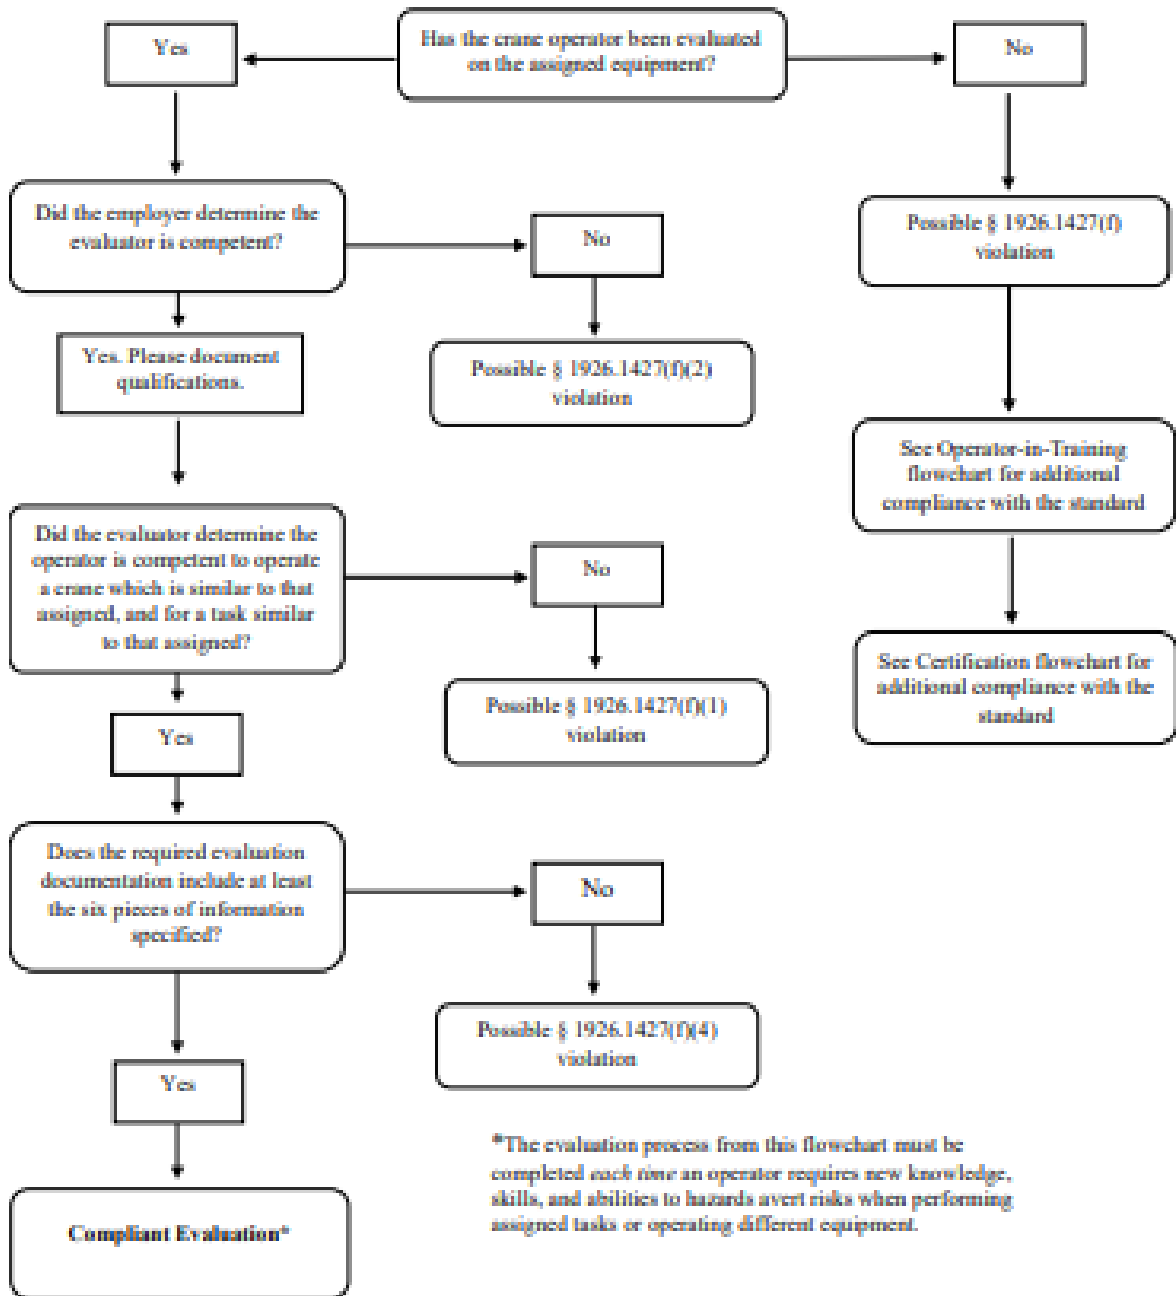 Has the crane operator been evaluated
on the assigned equipment?
Yes
No
Did the employer determine the
evaluator is competent?
No
Possible § 1926.1427(f)
violation
Yes. Please document
qualifications.
Possible § 1926.1427(f)(2)
violation
See Operator-in-Training
flowchart for additional
compliance with the standard
Did the evaluator determine the
operator is competent to operate
a crane which is similar to that
assigned, and for a task similar
to that assigned?
No
See Certification flowchart for
additional compliance with the
standard
Possible § 1926.1427(f)(1)
violation
Yes
Does the required evaluation
documentation include at least
the six pieces of information
specified?
No
Possible § 1926.1427(f)(4)
violation
Yes
Compliant Evaluation*
*The evaluation process from this flowchart must be
completed each time an operator requires new knowledge,
skills, and abilities to hazards avert risks when performing
assigned tasks or operating different equipment.